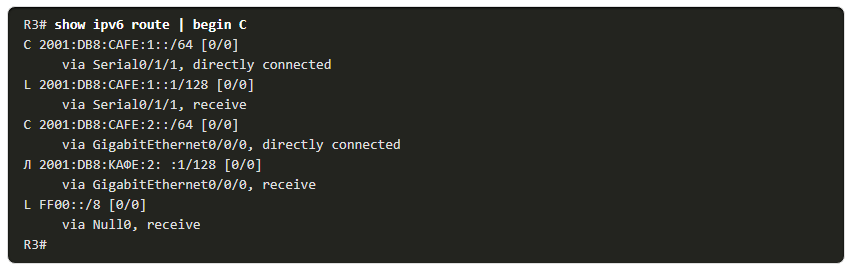 R3# show ipv6 route | begin C
C 2001:DB8:CAFE:1::/64 [0/0]
via Serial0/1/1, directly connected
L 2001:DB8:CAFE:1::1/128 [0/0]
via Serial0/1/1, receive
C 2001:DB8:CAFE:2::/64 [0/0]
via GigabitEthernet0/0/0, directly connected
Л 2001:DB8:КАФЕ:2: :1/128 [0/0]
via GigabitEthernet0/0/0, receive
L FF00::/8 [0/0]
via Null0, receive
R3#